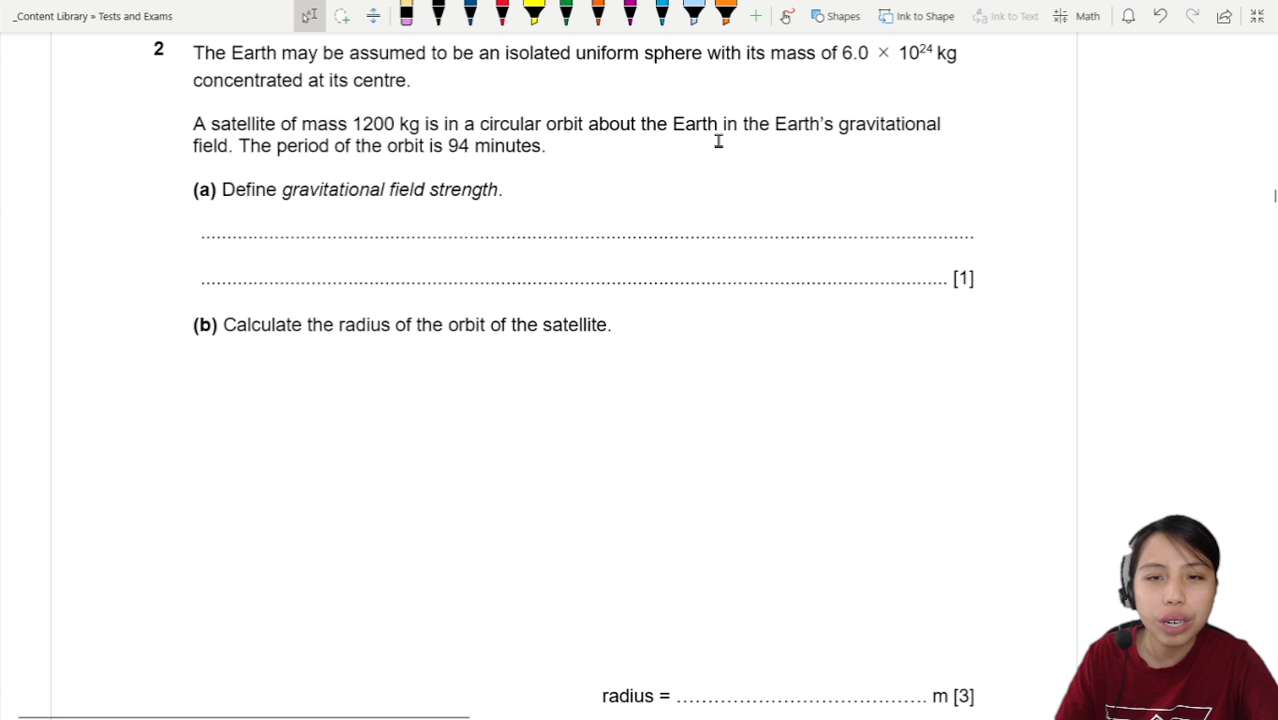 _Content Library » Tests and Exams
Shapes
Ink to Shape
Ink to Text
Math
2 The Earth may be assumed to be an isolated uniform sphere with its mass of 6.0 × 10²⁴ kg
concentrated at its centre.
A satellite of mass 1200 kg is in a circular orbit about the Earth in the Earth's gravitational
field. The period of the orbit is 94 minutes.
(a) Define gravitational field strength.
[1]
(b) Calculate the radius of the orbit of the satellite.
radius = ........................................ m [3]